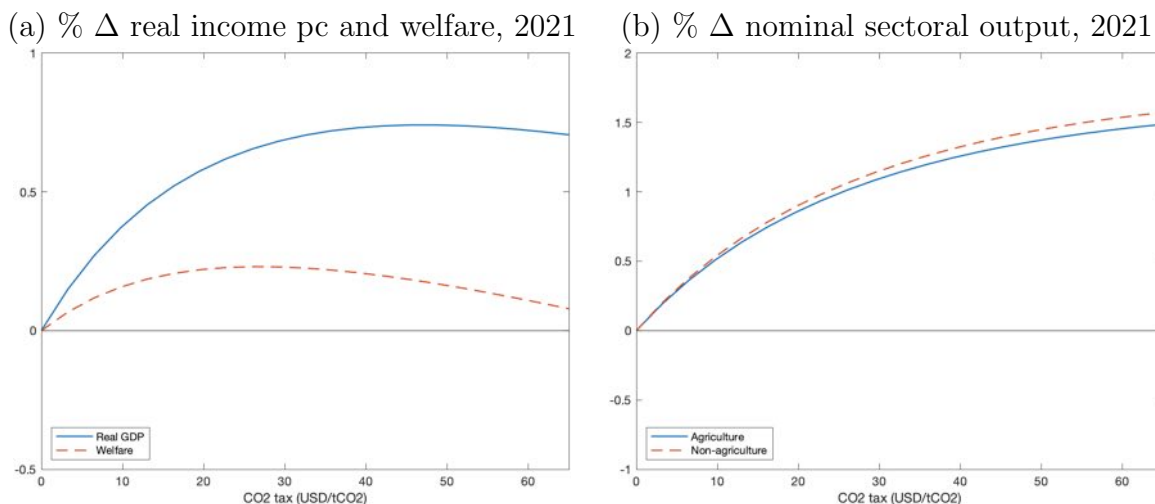 (a) % Δ real income pc and welfare, 2021
1
0.5
0
-0.5
0 10 20 30 40 50 60
CO2 tax (USD/tCO2)
Real GDP
Welfare
(b) % Δ nominal sectoral output, 2021
2
1.5
1
0.5
0
-0.5
-1
0 10 20 30 40 50 60
CO2 tax (USD/tCO2)
Agriculture
Non-agriculture